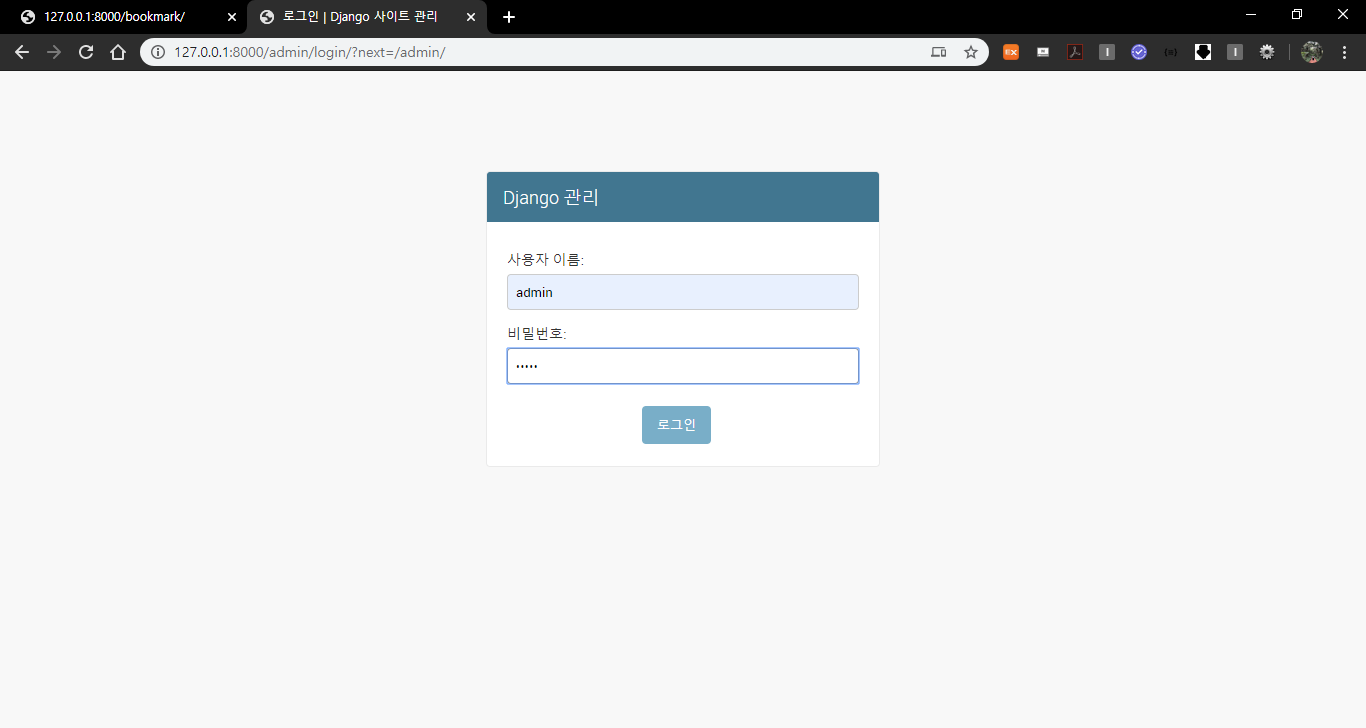 127.0.0.1:8000/bookmark/
로그인 | Django 사이트 관리
127.0.0.1:8000/admin/login/?next=/admin/
Django 관리
사용자 이름:
admin
비밀번호:
•••••
로그인